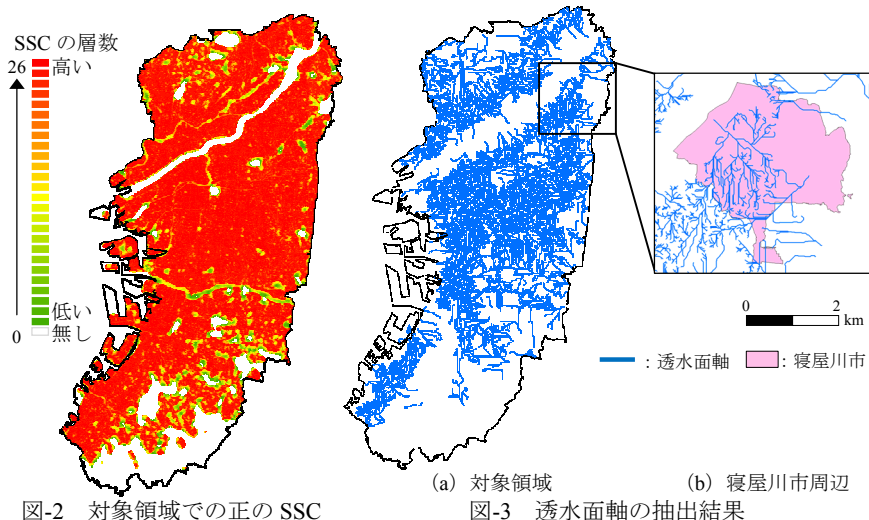 SSC の層数
26
高い
低い
無し
0
0 2
km
：透水面軸 ：寝屋川市
(a) 対象領域 (b) 寝屋川市周辺
図-2 対象領域での正の SSC 図-3 透水面軸の抽出結果